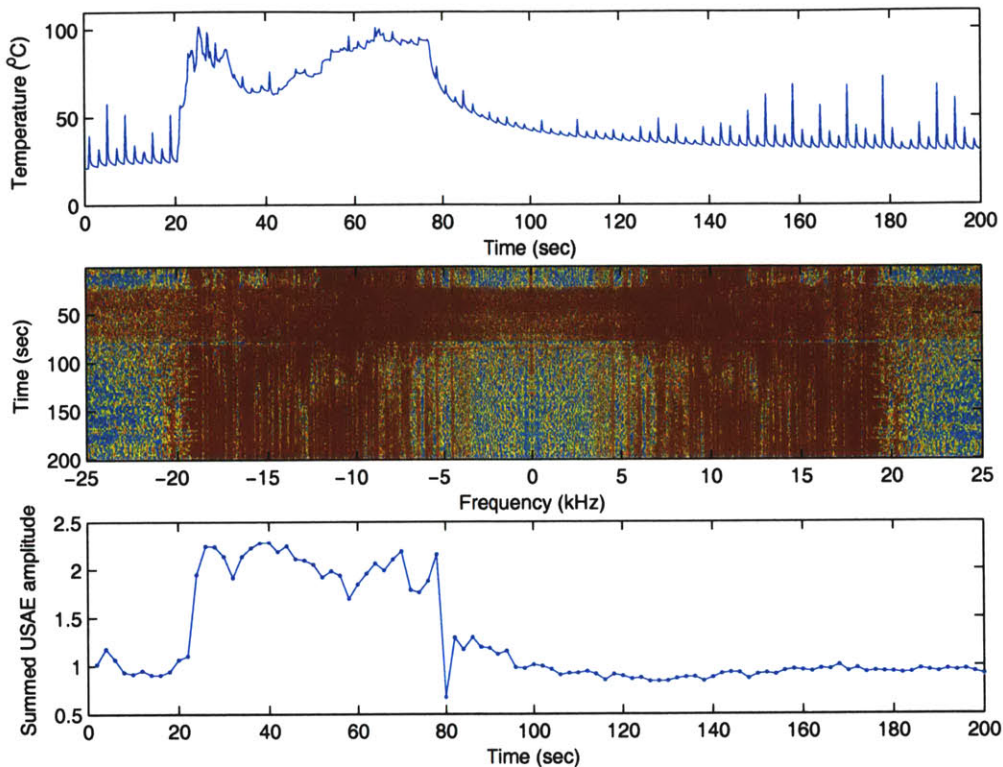 Temperature (⁰C)
100
50
0
0 20 40 60 80 100 120 140 160 180 200
Time (sec)
Time (sec)
50
100
150
200
−25 −20 −15 −10 −5 0 5 10 15 20 25
Frequency (kHz)
Summed USAE amplitude
2.5
2
1.5
1
0.5
0 20 40 60 80 100 120 140 160 180 200
Time (sec)